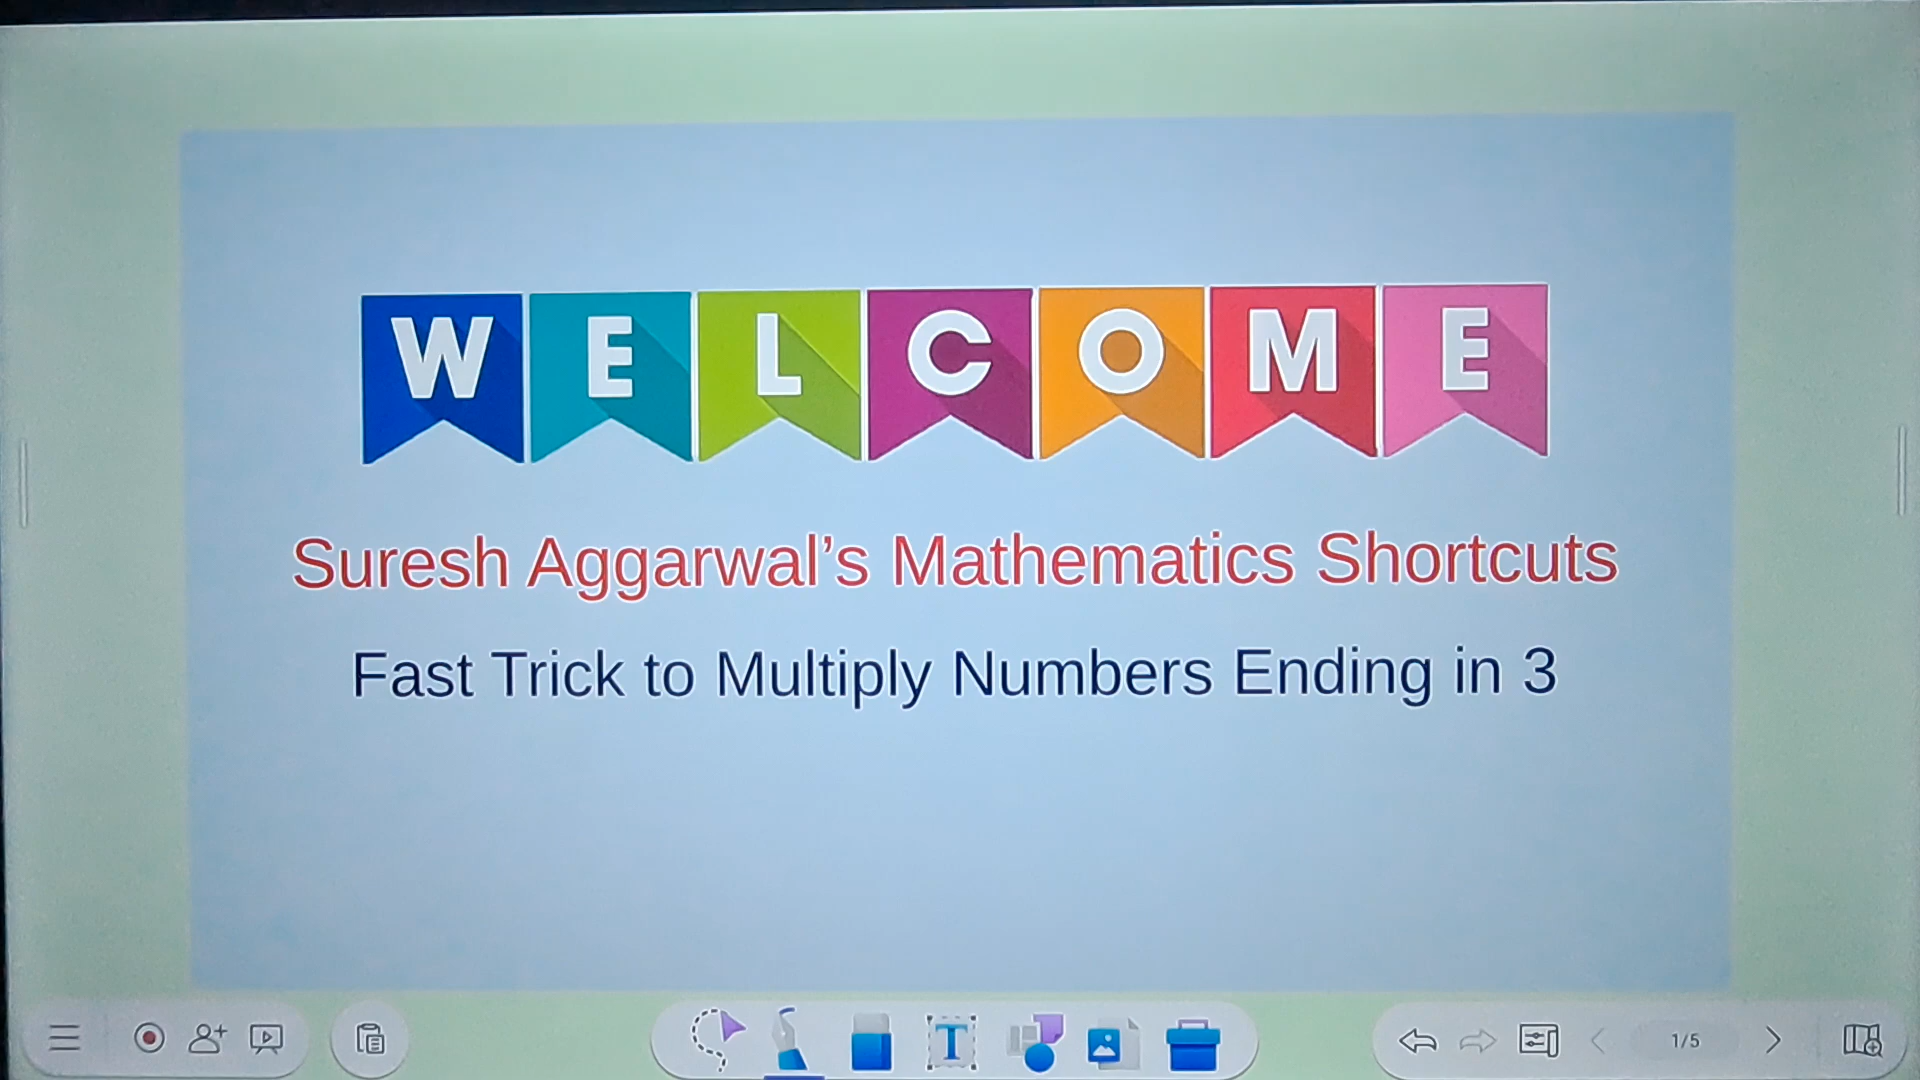 WELCOME
Suresh Aggarwal’s Mathematics Shortcuts
Fast Trick to Multiply Numbers Ending in 3
T
1/5